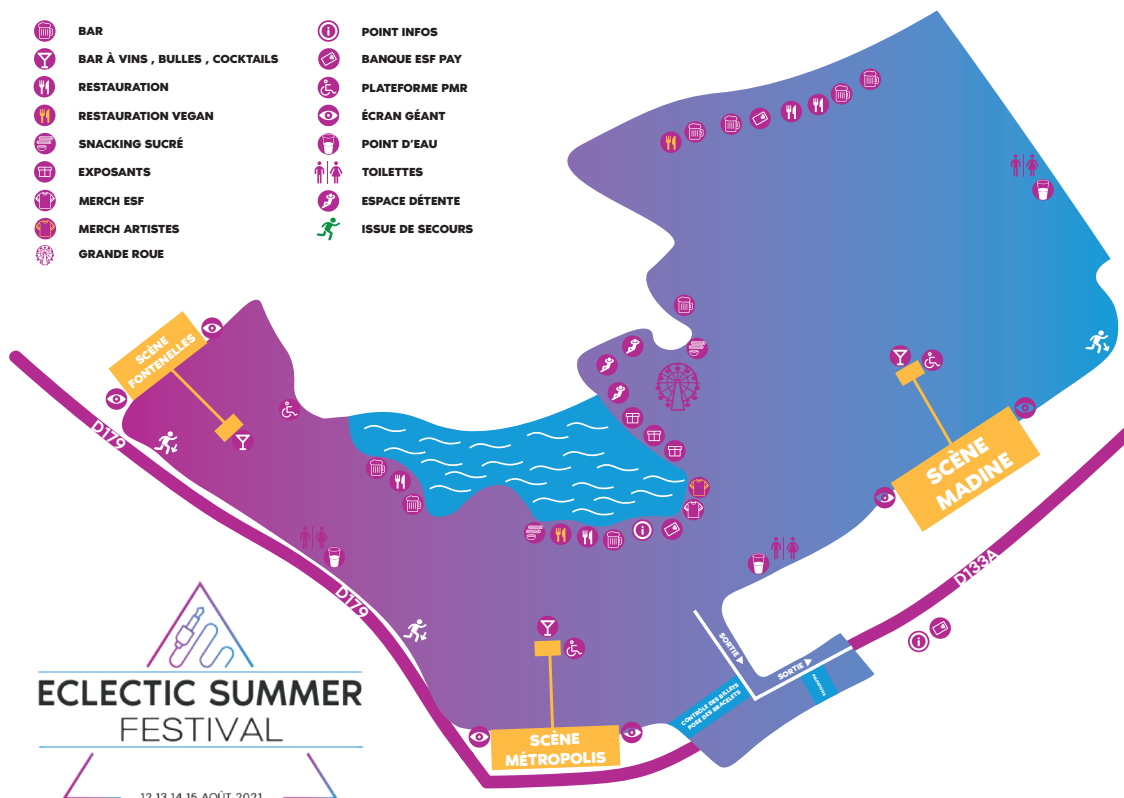 BAR
BAR À VINS , BULLES , COCKTAILS
RESTAURATION
RESTAURATION VEGAN
SNACKING SUCRÉ
EXPOSANTS
MERCH ESF
MERCH ARTISTES
GRANDE ROUE
POINT INFOS
BANQUE ESF PAY
PLATEFORME PMR
ÉCRAN GÉANT
POINT D'EAU
TOILETTES
ESPACE DÉTENTE
ISSUE DE SECOURS
SCÈNE
FONTENELLES
D179
SCÈNE
MADINE
D179
D133A
SORTIE
SORTIE
CONTRÔLE DES BILLETS
POSE DES BRACELETS
SCÈNE
MÉTROPOLIS
ECLECTIC SUMMER
FESTIVAL
12 13 14 15 AOÛT 2021